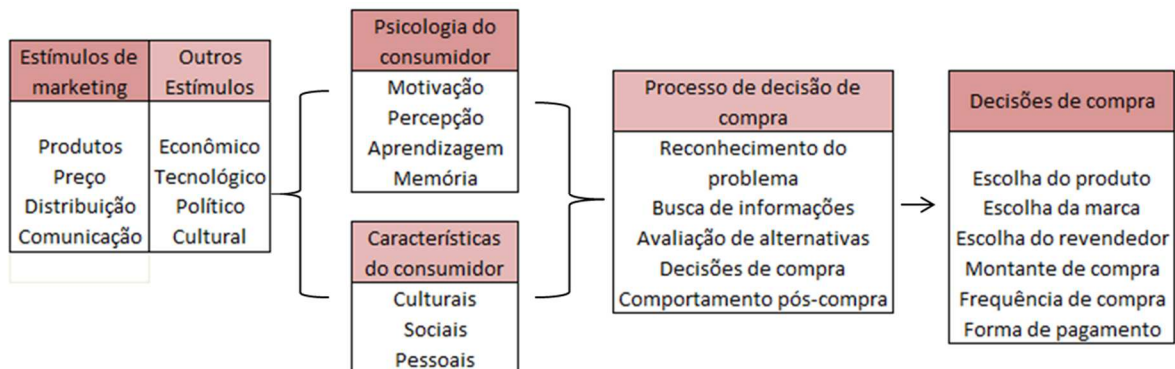 Estímulos de
marketing
Produtos
Preço
Distribuição
Comunicação
Outros
Estímulos
Econômico
Tecnológico
Político
Cultural
Psicologia do
consumidor
Motivação
Percepção
Aprendizagem
Memória
Características
do consumidor
Culturais
Sociais
Pessoais
Processo de decisão de
compra
Reconhecimento do
problema
Busca de informações
Avaliação de alternativas
Decisões de compra
Comportamento pós-compra
Decisões de compra
Escolha do produto
Escolha da marca
Escolha do revendedor
Montante de compra
Frequência de compra
Forma de pagamento